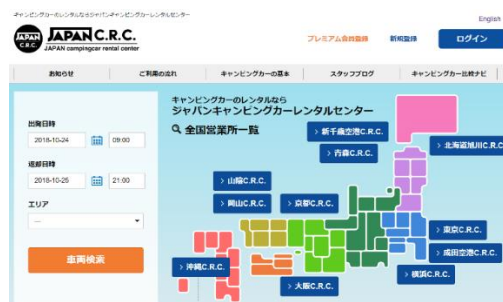 キャンピングカーのレンタルならジャパンキャンピングカーレンタルセンター
English
JAPAN C.R.C.
JAPAN C.R.C.
JAPAN campingcar rental center
プレミアム会員登録
新規登録
ログイン
お知らせ
ご利用の流れ
キャンピングカーの基本
スタッフブログ
キャンピングカー比較ナビ
キャンピングカーのレンタルなら
ジャパンキャンピングカーレンタルセンター
全国営業所一覧
出発日時
2018-10-24
09:00
返却日時
2018-10-25
21:00
エリア
---
車両検索
> 新千歳空港C.R.C.
> 北海道旭川C.R.C
> 青森C.R.C.
> 山陰C.R.C.
> 岡山C.R.C.
> 京都C.R.C.
> 東京C.R.C.
> 成田空港C.R.C.
> 沖縄C.R.C.
> 横浜C.R.C.
> 大阪C.R.C.